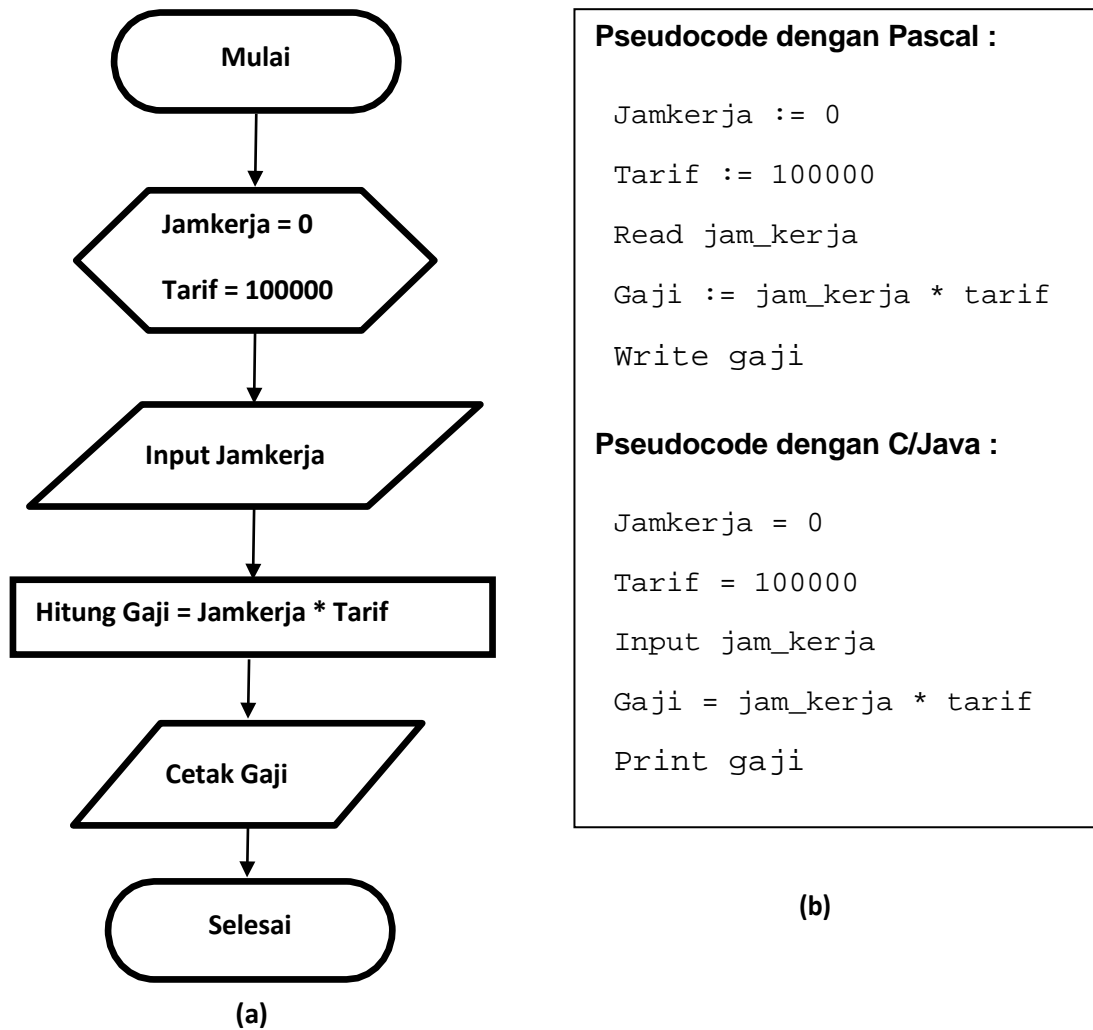 Mulai
Jamkerja = 0
Tarif = 100000
Input Jamkerja
Hitung Gaji = Jamkerja * Tarif
Cetak Gaji
Selesai
(a)
Pseudocode dengan Pascal :
Jamkerja := 0
Tarif := 100000
Read jam_kerja
Gaji := jam_kerja * tarif
Write gaji
Pseudocode dengan C/Java :
Jamkerja = 0
Tarif = 100000
Input jam_kerja
Gaji = jam_kerja * tarif
Print gaji
(b)